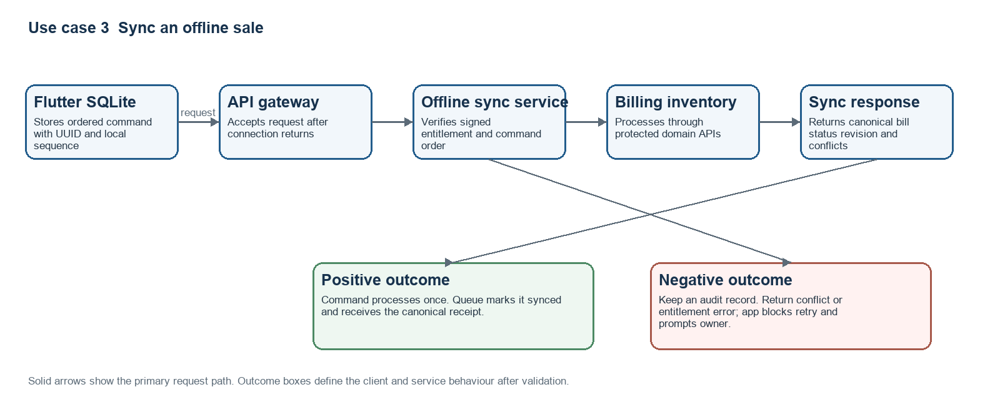 Use case 3  Sync an offline sale
Flutter SQLite
Stores ordered command
with UUID and local
sequence
request
API gateway
Accepts request after
connection returns
Offline sync service
Verifies signed
entitlement and command
order
Billing inventory
Processes through
protected domain APIs
Sync response
Returns canonical bill
status revision and
conflicts
Positive outcome
Command processes once. Queue marks it synced
and receives the canonical receipt.
Negative outcome
Keep an audit record. Return conflict or
entitlement error; app blocks retry and
prompts owner.
Solid arrows show the primary request path. Outcome boxes define the client and service behaviour after validation.